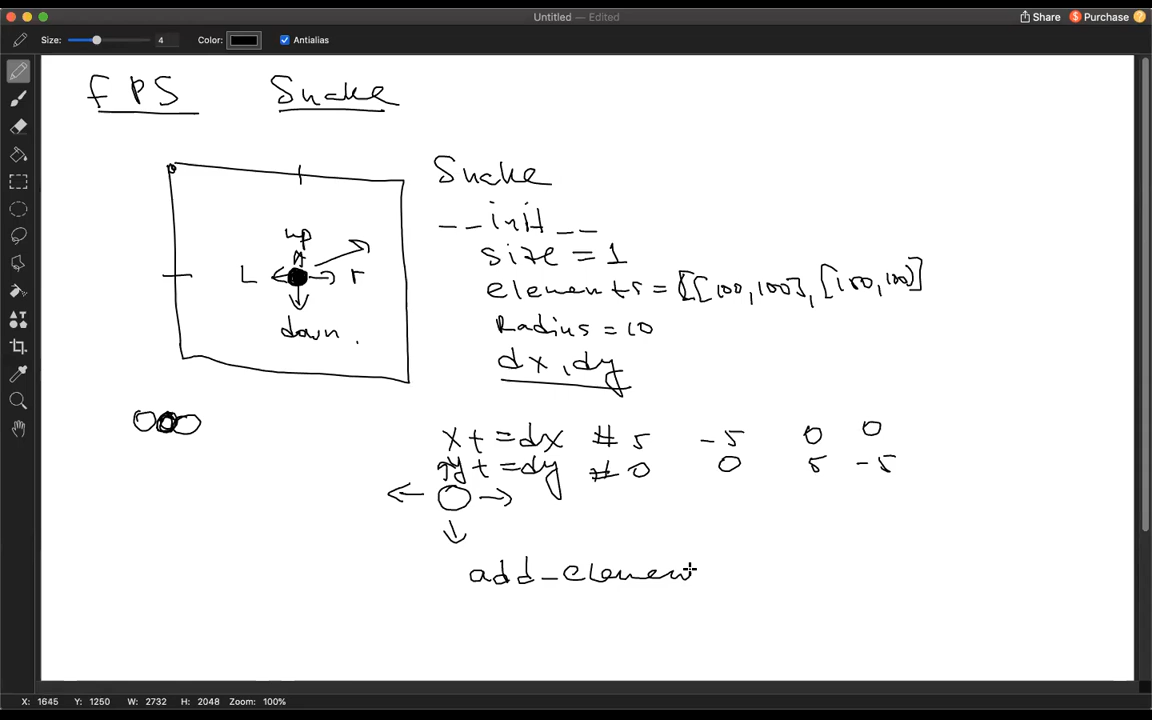 Untitled — Edited
Share
Purchase
Size:
4
Color:
Antialias
FPS Snake
Snake
__init__
size = 1
elements = [[100,100],[100,100]
Radius = 10
dx, dy
up
L
r
down.
x += dx # 5 -5 0 0
y += dy # 0 0 5 -5
add_element
X: 1645 Y: 1250 W: 2732 H: 2048 Zoom: 100%